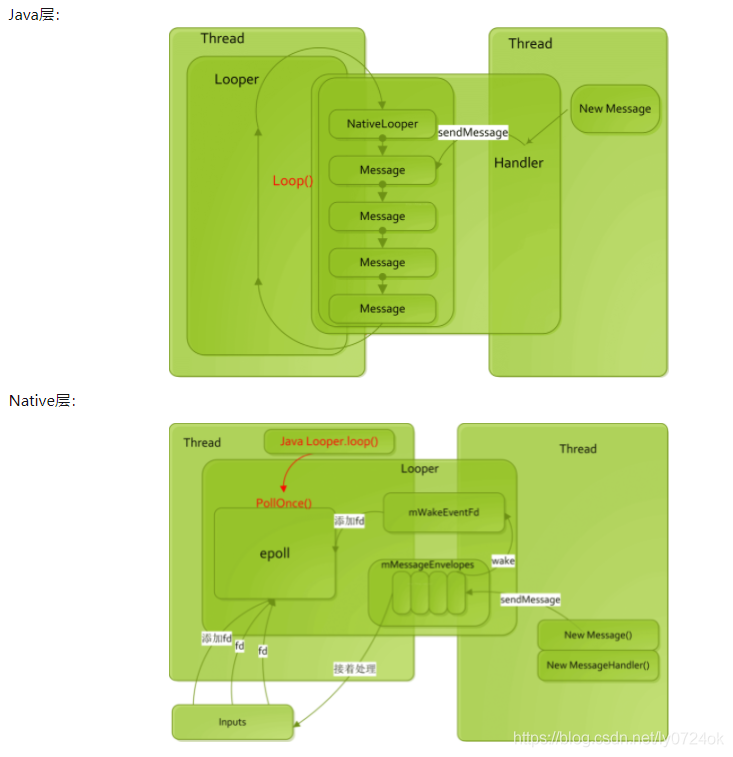 Java层:
Thread
Thread
Looper
New Message
NativeLooper
sendMessage
Message
Handler
Loop()
Message
Message
Message
Native层:
Thread
Java Looper.loop()
Thread
Looper
PollOnce()
添加fd
mWakeEventFd
epoll
wake
mMessageEnvelopes
sendMessage
New Message()
添加fd
fd
fd
接着处理
New MessageHandler()
Inputs
https://blog.csdn.net/ly0724ok